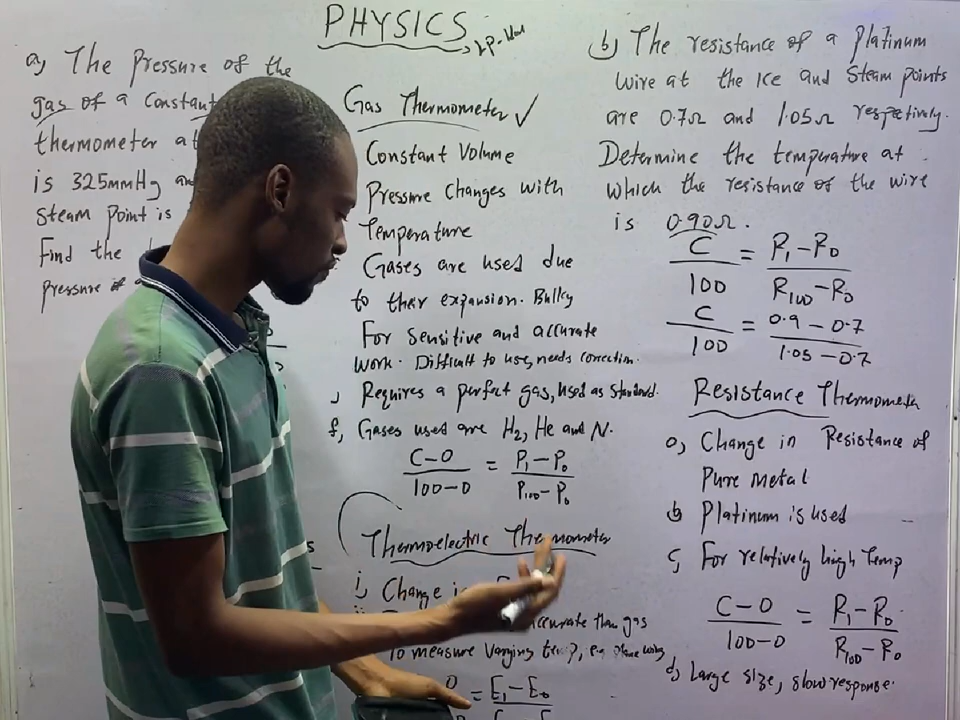 PHYSICS
a, The Pressure of the
gas of a constant
thermometer at
is 325mmHg an
Steam Point is
Find the
pressure
Gas Thermometer ✓
Constant Volume
Pressure Changes with
Temperature
Gases are used due
to their expansion. Bulky
For sensitive and accurate
work. Difficult to use, needs correction.
Requires a perfect gas, used as standard.
f, Gases used are H₂, He and N.
C-0 / 100-0 = P₁-P₀ / P₁₀₀-P₀
Thermoelectric Thermometer
i, Change i
accurate than gas
To measure varying temp,
= E₁-E₀
b, The resistance of a Platinum
wire at the Ice and Steam points
are 0.7Ω and 1.05Ω respectively.
Determine the temperature at
which the resistance of the wire
is 0.90Ω.
C / 100 = R₁-R₀ / R₁₀₀-R₀
C / 100 = 0.9-0.7 / 1.05-0.7
Resistance Thermometer
a, Change in Resistance of
Pure Metal
b, Platinum is used
c, For relatively high Temp
C-0 / 100-0 = R₁-R₀ / R₁₀₀-R₀
d, Large size, slow response.